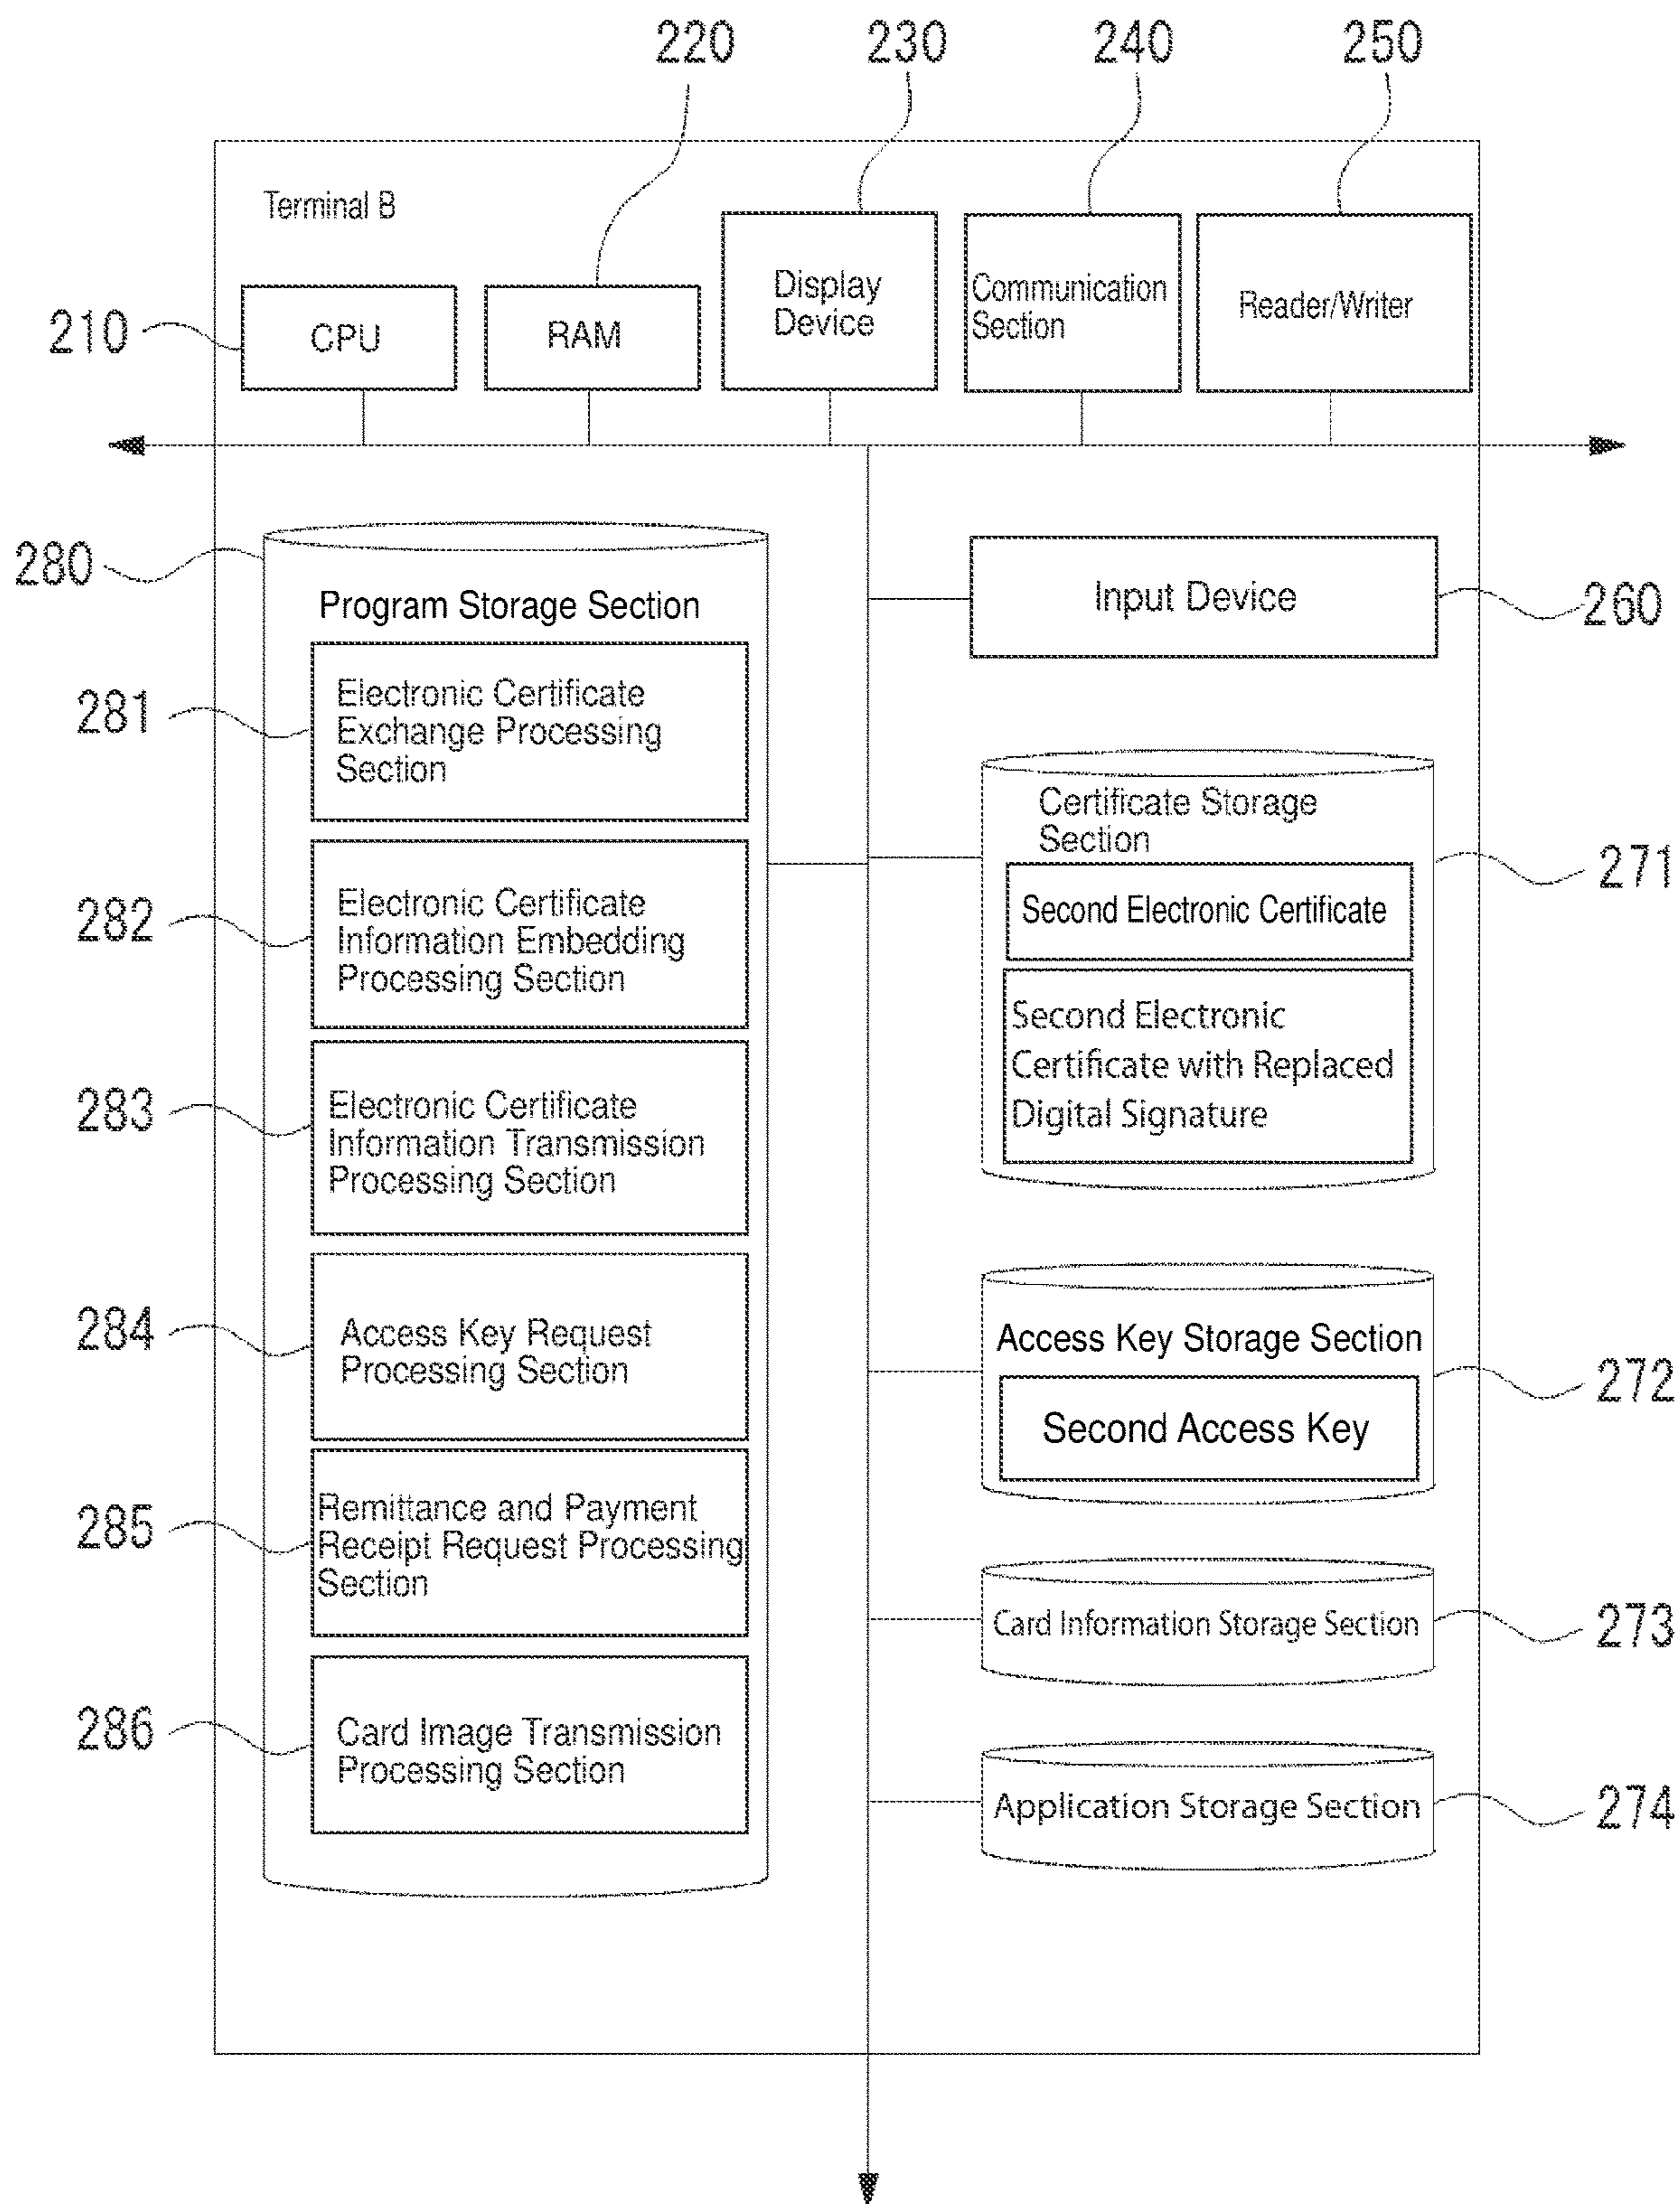 220 230 240 250
Terminal B
210
CPU
RAM
Display
Device
Communication
Section
Reader/Writer
280
Program Storage Section
281
Electronic Certificate
Exchange Processing
Section
282
Electronic Certificate
Information Embedding
Processing Section
283
Electronic Certificate
Information Transmission
Processing Section
284
Access Key Request
Processing Section
285
Remittance and Payment
Receipt Request Processing
Section
286
Card Image Transmission
Processing Section
Input Device
260
Certificate Storage
Section
271
Second Electronic Certificate
Second Electronic
Certificate with Replaced
Digital Signature
Access Key Storage Section
272
Second Access Key
Card Information Storage Section
273
Application Storage Section
274